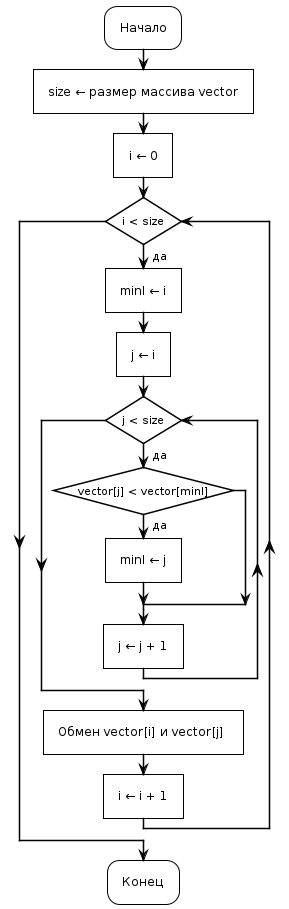 Начало
size ← размер массива vector
i ← 0
i < size
да
minI ← i
j ← i
j < size
да
vector[j] < vector[minI]
да
minI ← j
j ← j + 1
Обмен vector[i] и vector[j]
i ← i + 1
Конец